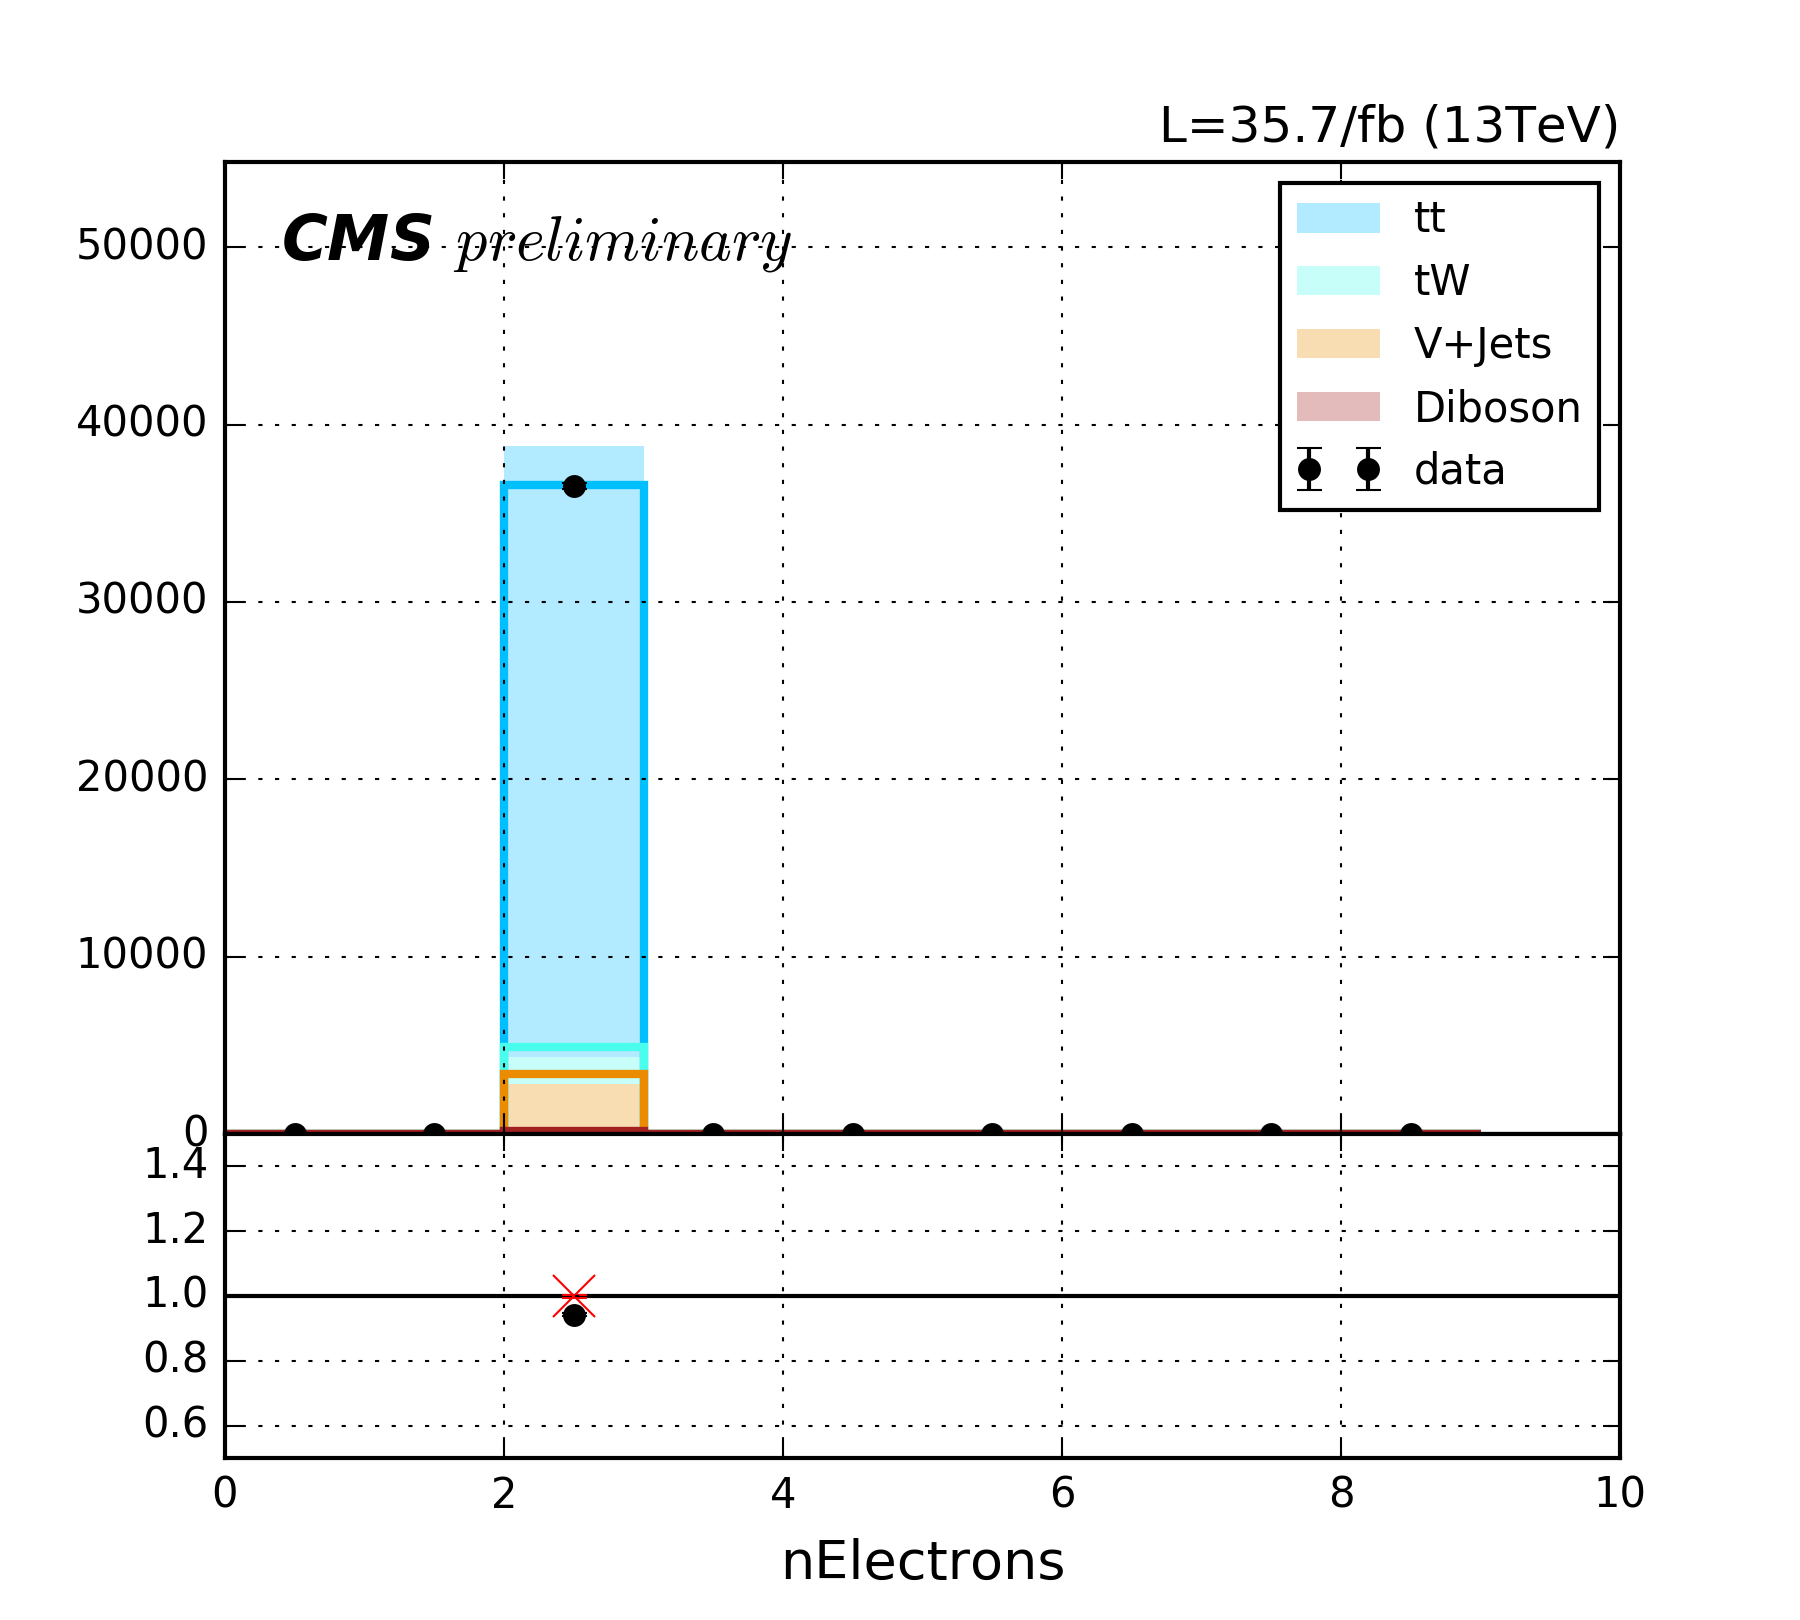 L=35.7/fb (13TeV)
CMS preliminary
tt
tW
V+Jets
Diboson
data
50000
40000
30000
20000
10000
0
1.4
1.2
1.0
0.8
0.6
0 2 4 6 8 10
nElectrons